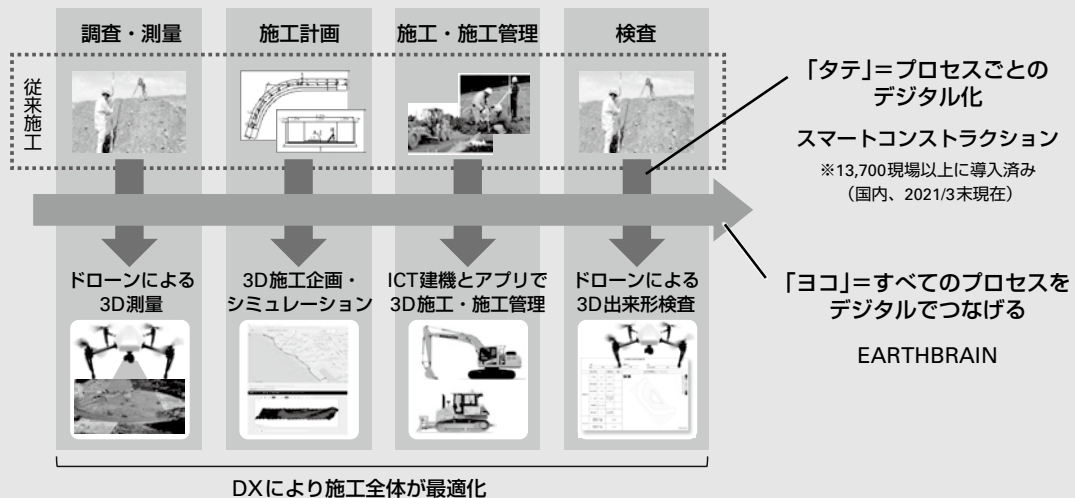 調査・測量
施工計画
施工・施工管理
検査
従来施工
「タテ」=プロセスごとの
デジタル化
スマートコンストラクション
※13,700現場以上に導入済み
（国内、2021/3末現在）
ドローンによる
3D測量
3D施工企画・
シミュレーション
ICT建機とアプリで
3D施工・施工管理
ドローンによる
3D出来形検査
「ヨコ」=すべてのプロセスを
デジタルでつなげる
EARTHBRAIN
DXにより施工全体が最適化